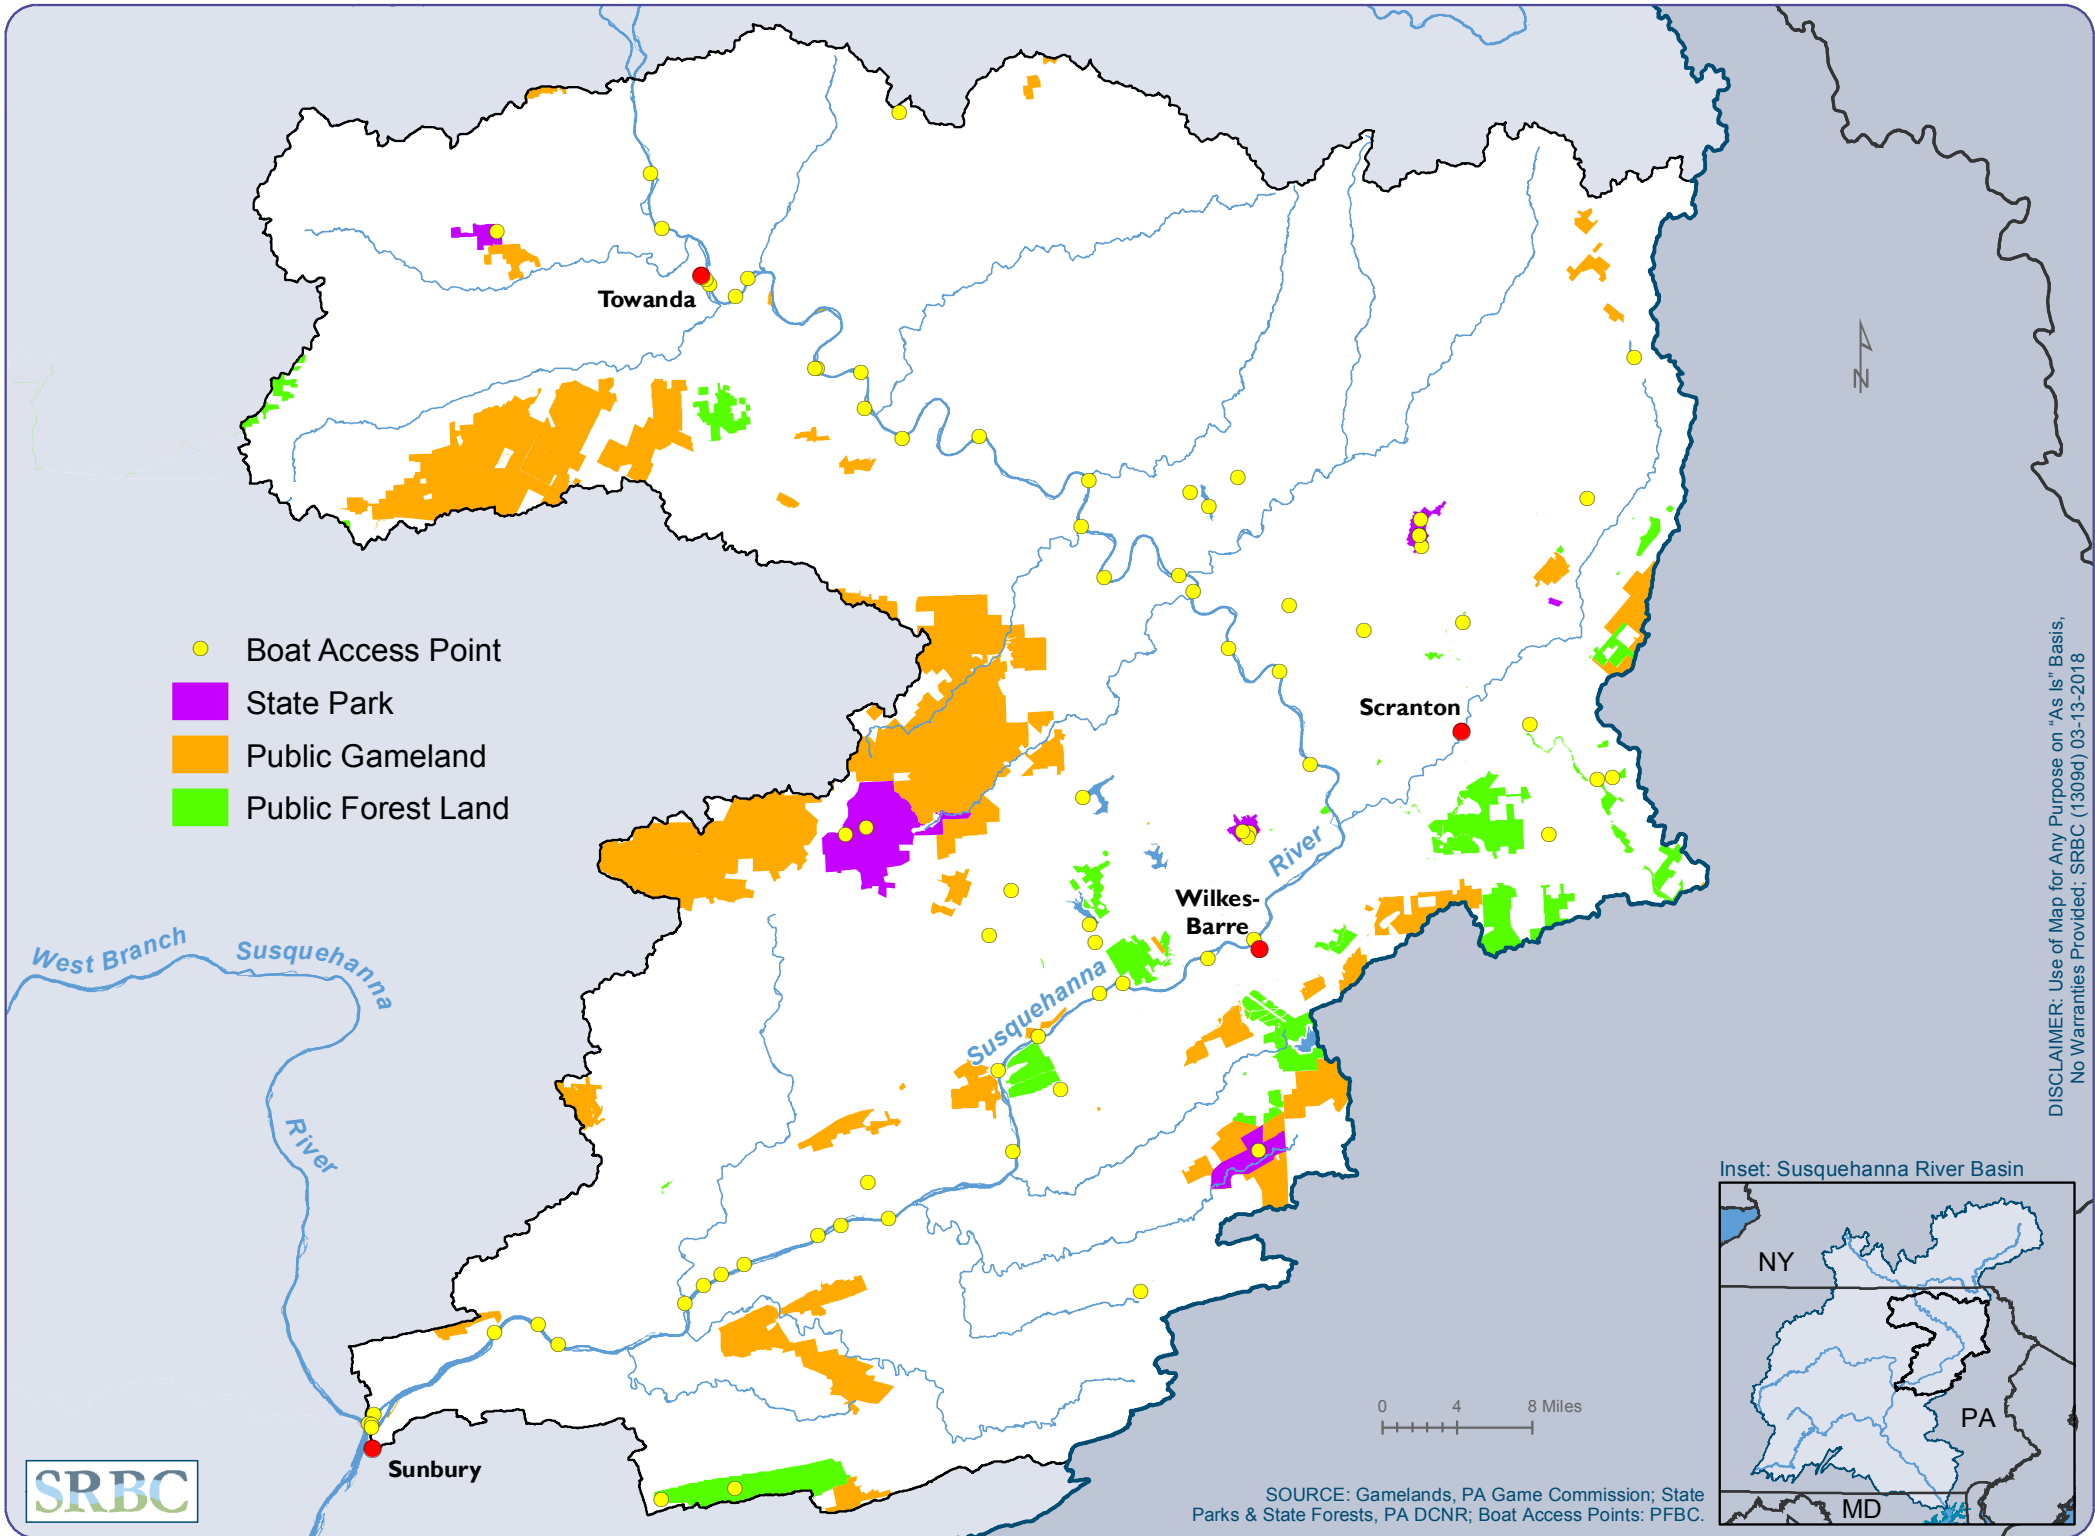 Towanda
Boat Access Point
State Park
Public Gameland
Public Forest Land
Scranton
Wilkes-
Barre
River
Susquehanna
West Branch Susquehanna
River
Sunbury
N
0 4 8 Miles
DISCLAIMER: Use of Map for Any Purpose on "As Is" Basis,
No Warranties Provided; SRBC (1309d) 03-13-2018
Inset: Susquehanna River Basin
NY
PA
MD
SRBC
SOURCE: Gamelands, PA Game Commission; State
Parks & State Forests, PA DCNR; Boat Access Points: PFBC.